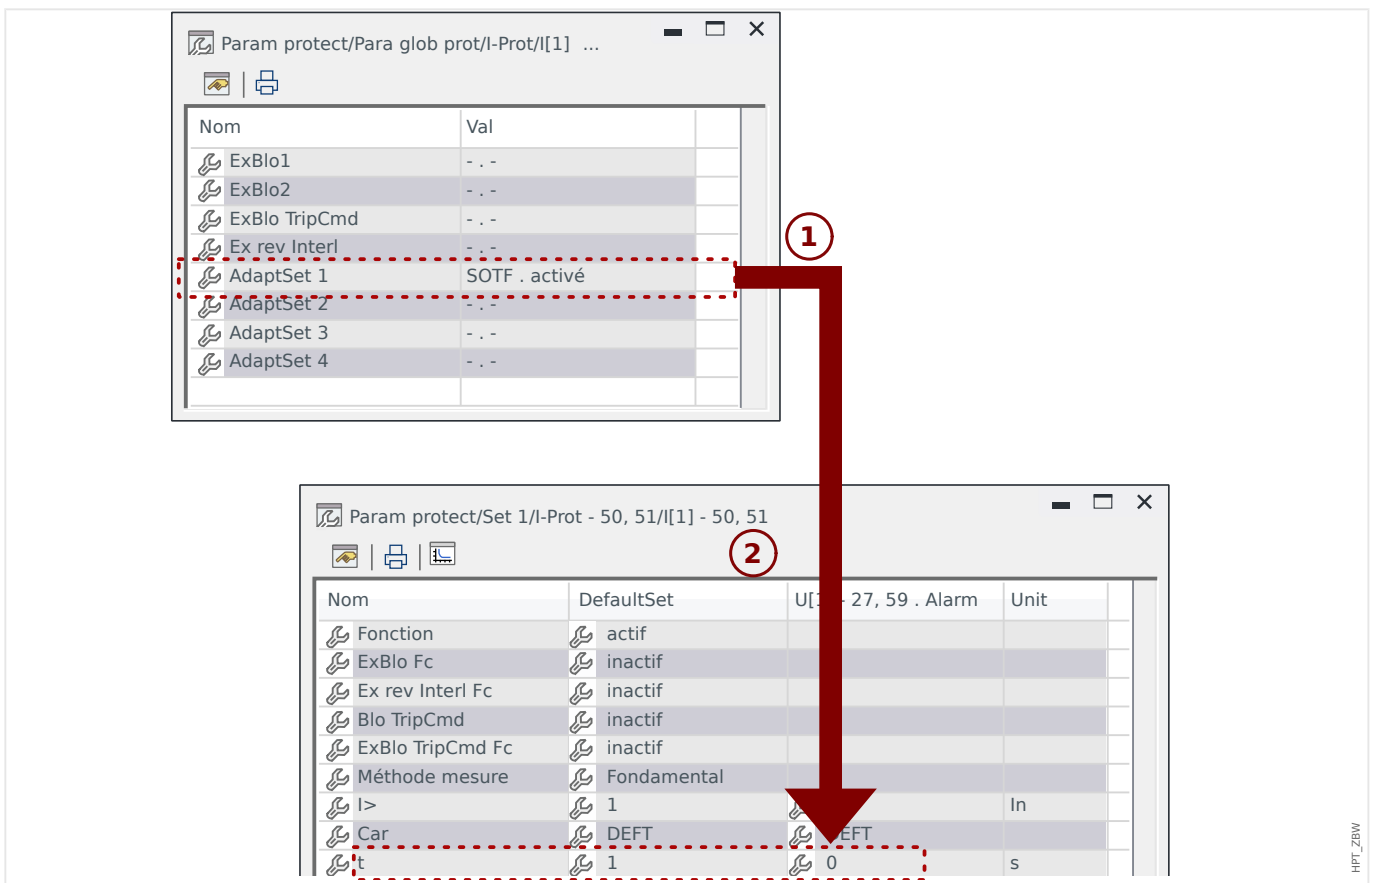 Param protect/Para glob prot/I-Prot/I[1] ...
Nom Val
ExBlo1 - . -
ExBlo2 - . -
ExBlo TripCmd - . -
Ex rev Interl - . -
AdaptSet 1 SOTF . activé
AdaptSet 2 - . -
AdaptSet 3 - . -
AdaptSet 4 - . -
1
Param protect/Set 1/I-Prot - 50, 51/I[1] - 50, 51
2
Nom DefaultSet - 27, 59 . Alarm Unit
Fonction actif
ExBlo Fc inactif
Ex rev Interl Fc inactif
Blo TripCmd inactif
ExBlo TripCmd Fc inactif
Méthode mesure Fondamental
I> 1 In
Car DEFT
t 1 0 s
HPT_ZBW